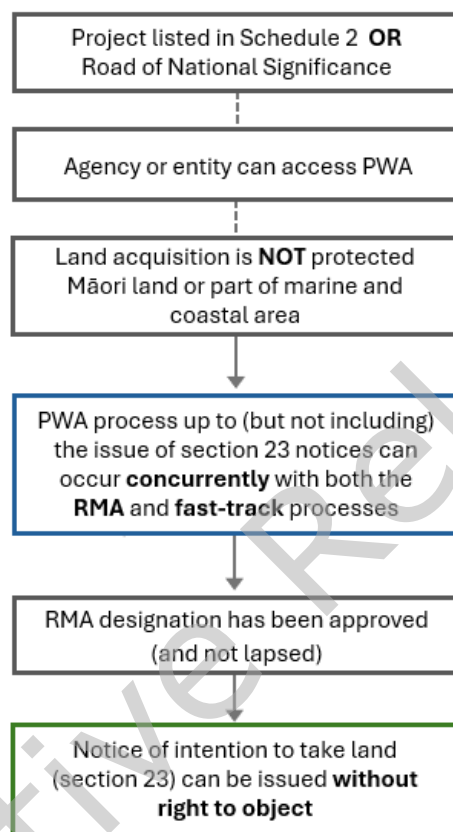 Project listed in Schedule 2 OR
Road of National Significance
Agency or entity can access PWA
Land acquisition is NOT protected
Māori land or part of marine and
coastal area
PWA process up to (but not including)
the issue of section 23 notices can
occur concurrently with both the
RMA and fast-track processes
RMA designation has been approved
(and not lapsed)
Notice of intention to take land
(section 23) can be issued without
right to object